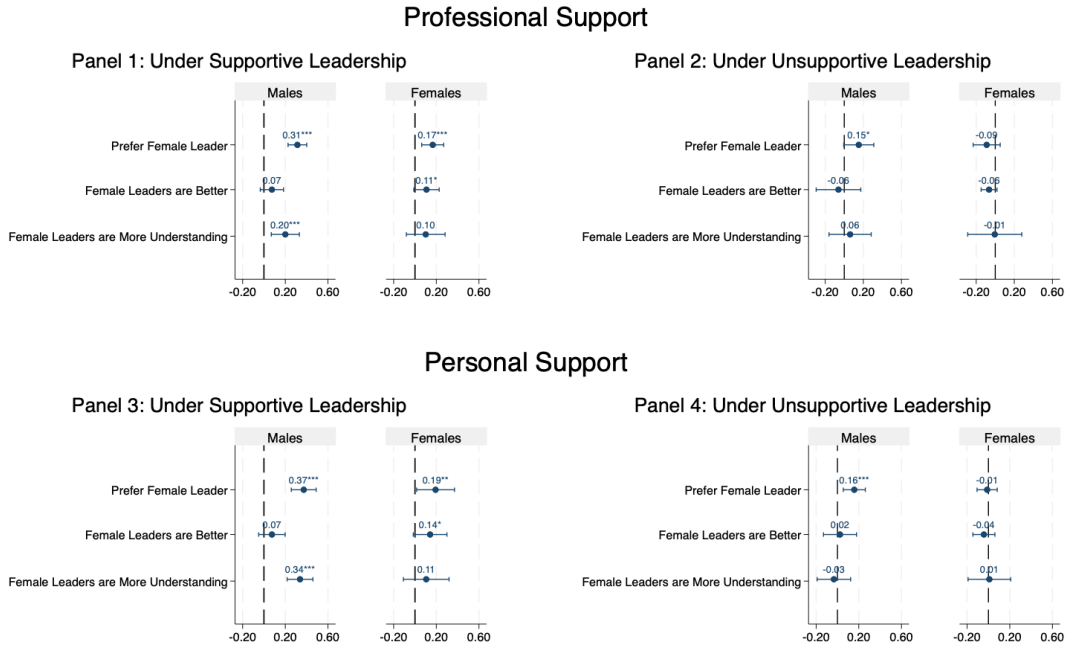 Professional Support
Panel 1: Under Supportive Leadership
Males
Females
Prefer Female Leader
0.31***
0.17***
Female Leaders are Better
0.07
0.11*
Female Leaders are More Understanding
0.20***
0.10
-0.20 0.20 0.60
-0.20 0.20 0.60
Panel 2: Under Unsupportive Leadership
Males
Females
Prefer Female Leader
0.15*
-0.09
Female Leaders are Better
-0.06
-0.06
Female Leaders are More Understanding
0.06
-0.01
-0.20 0.20 0.60
-0.20 0.20 0.60
Personal Support
Panel 3: Under Supportive Leadership
Males
Females
Prefer Female Leader
0.37***
0.19**
Female Leaders are Better
0.07
0.14*
Female Leaders are More Understanding
0.34***
0.11
-0.20 0.20 0.60
-0.20 0.20 0.60
Panel 4: Under Unsupportive Leadership
Males
Females
Prefer Female Leader
0.16***
-0.01
Female Leaders are Better
0.02
-0.04
Female Leaders are More Understanding
-0.03
0.01
-0.20 0.20 0.60
-0.20 0.20 0.60